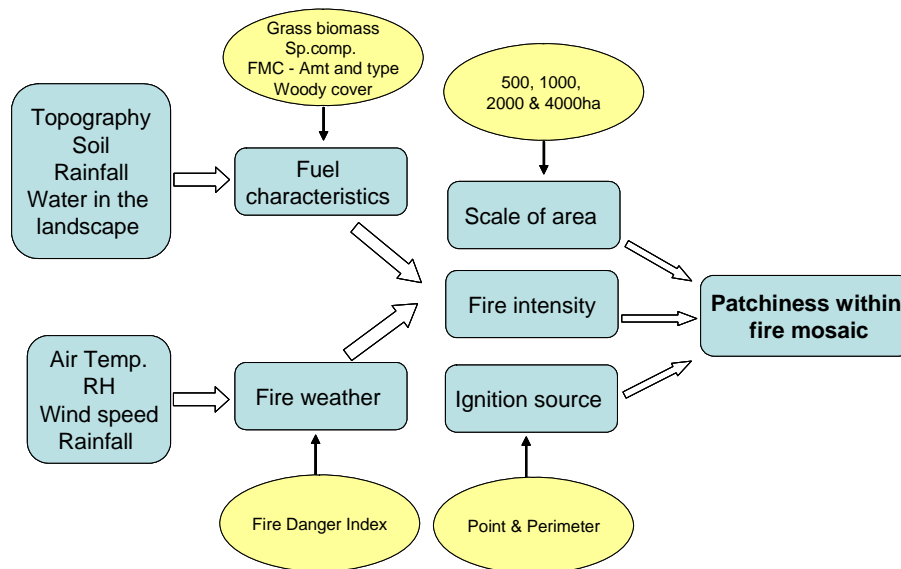 Grass biomass
Sp.comp.
FMC - Amt and type
Woody cover
500, 1000,
2000 & 4000ha
Topography
Soil
Rainfall
Water in the
landscape
Fuel
characteristics
Scale of area
Fire intensity
Patchiness within
fire mosaic
Air Temp.
RH
Wind speed
Rainfall
Fire weather
Ignition source
Fire Danger Index
Point & Perimeter